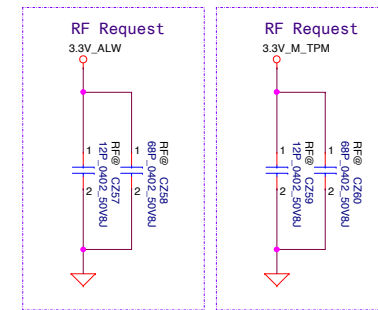 RF Request
3.3V_ALW
1
2
RF@ CZ57
12P_0402_50V8J
1
2
RF@ CZ58
68P_0402_50V8J
RF Request
3.3V_M_TPM
1
2
RF@ CZ59
12P_0402_50V8J
1
2
RF@ CZ60
68P_0402_50V8J